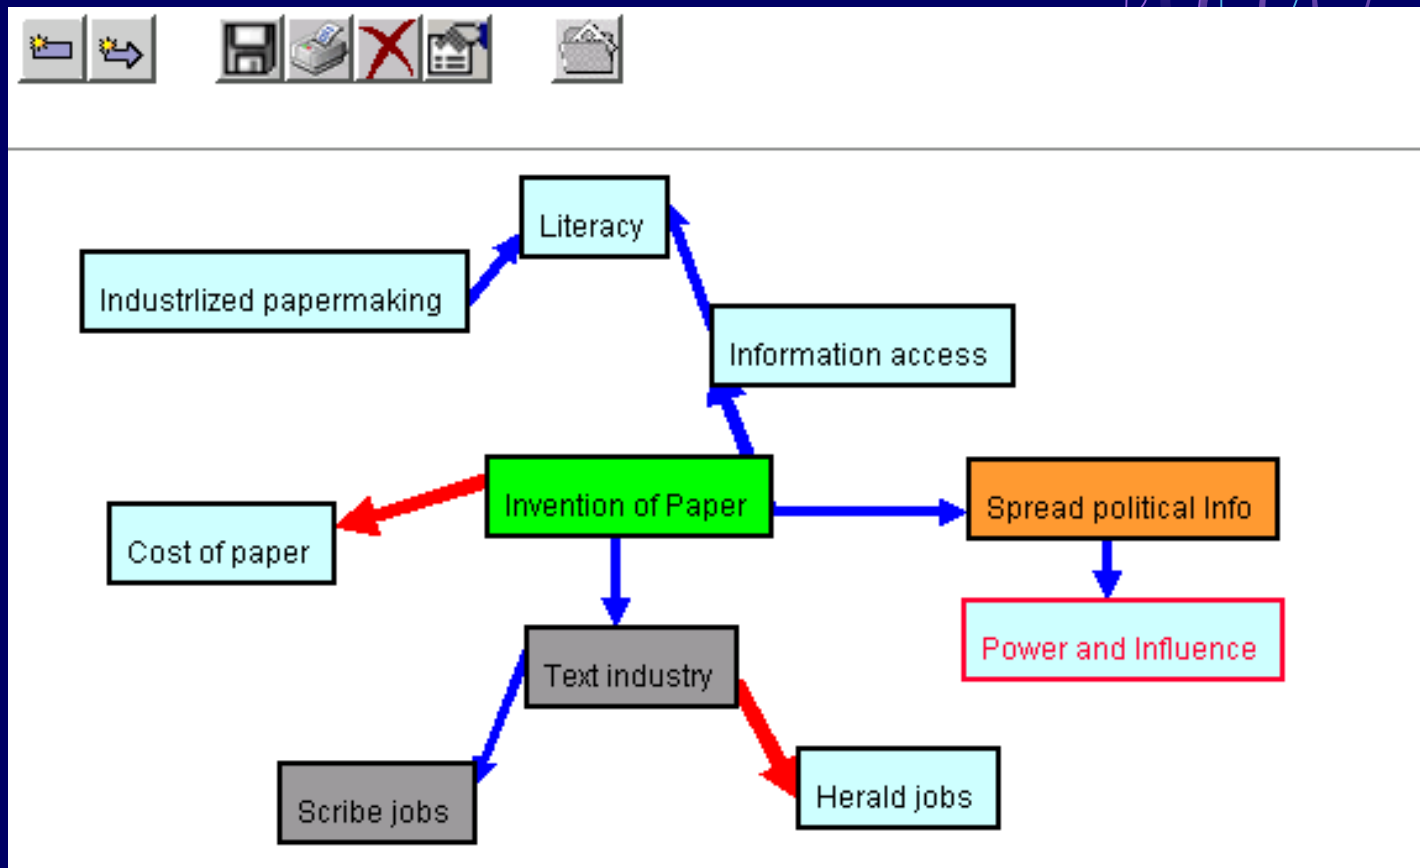 Literacy
Industrlized papermaking
Information access
Invention of Paper
Spread political Info
Cost of paper
Power and Influence
Text industry
Scribe jobs
Herald jobs